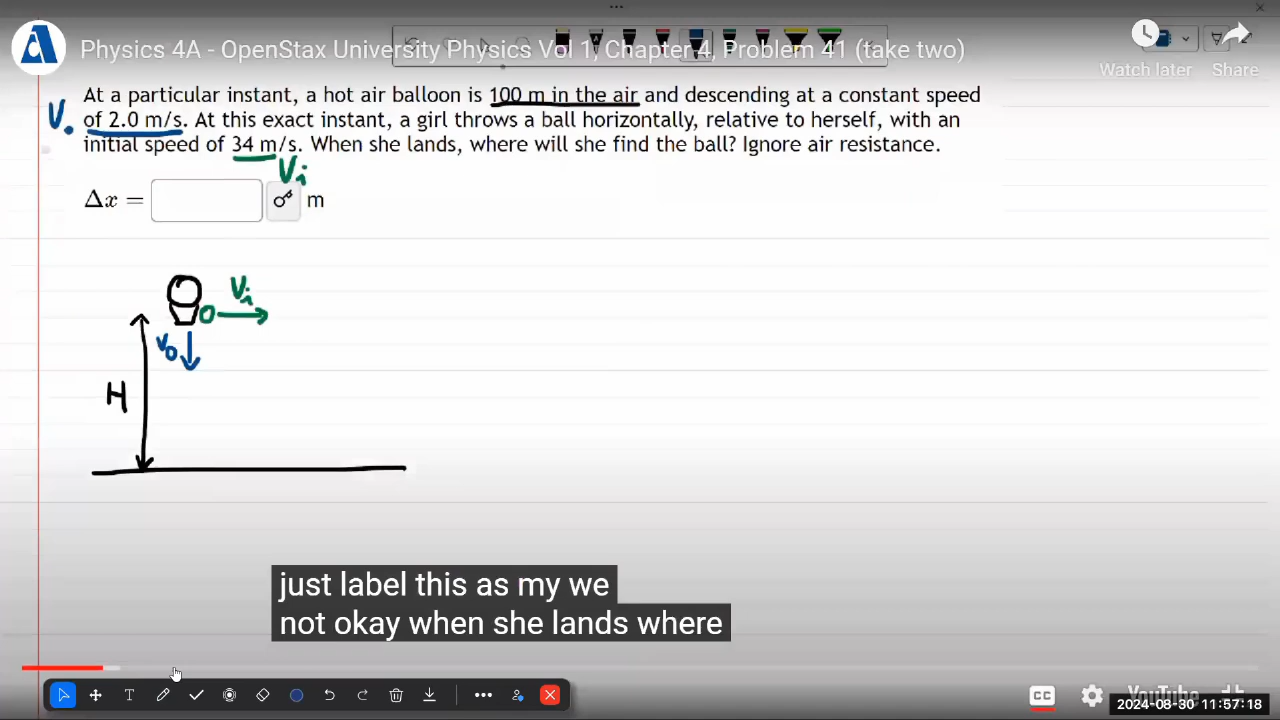 Physics 4A - OpenStax University Physics Vol 1, Chapter 4, Problem 41 (take two)
Watch later
Share
At a particular instant, a hot air balloon is 100 m in the air and descending at a constant speed
V.
of 2.0 m/s. At this exact instant, a girl throws a ball horizontally, relative to herself, with an
initial speed of 34 m/s. When she lands, where will she find the ball? Ignore air resistance.
Vi
Δx =
m
Vi
v0
H
just label this as my we
not okay when she lands where
T
CC
YouTube
2024-08-30 11:57:18